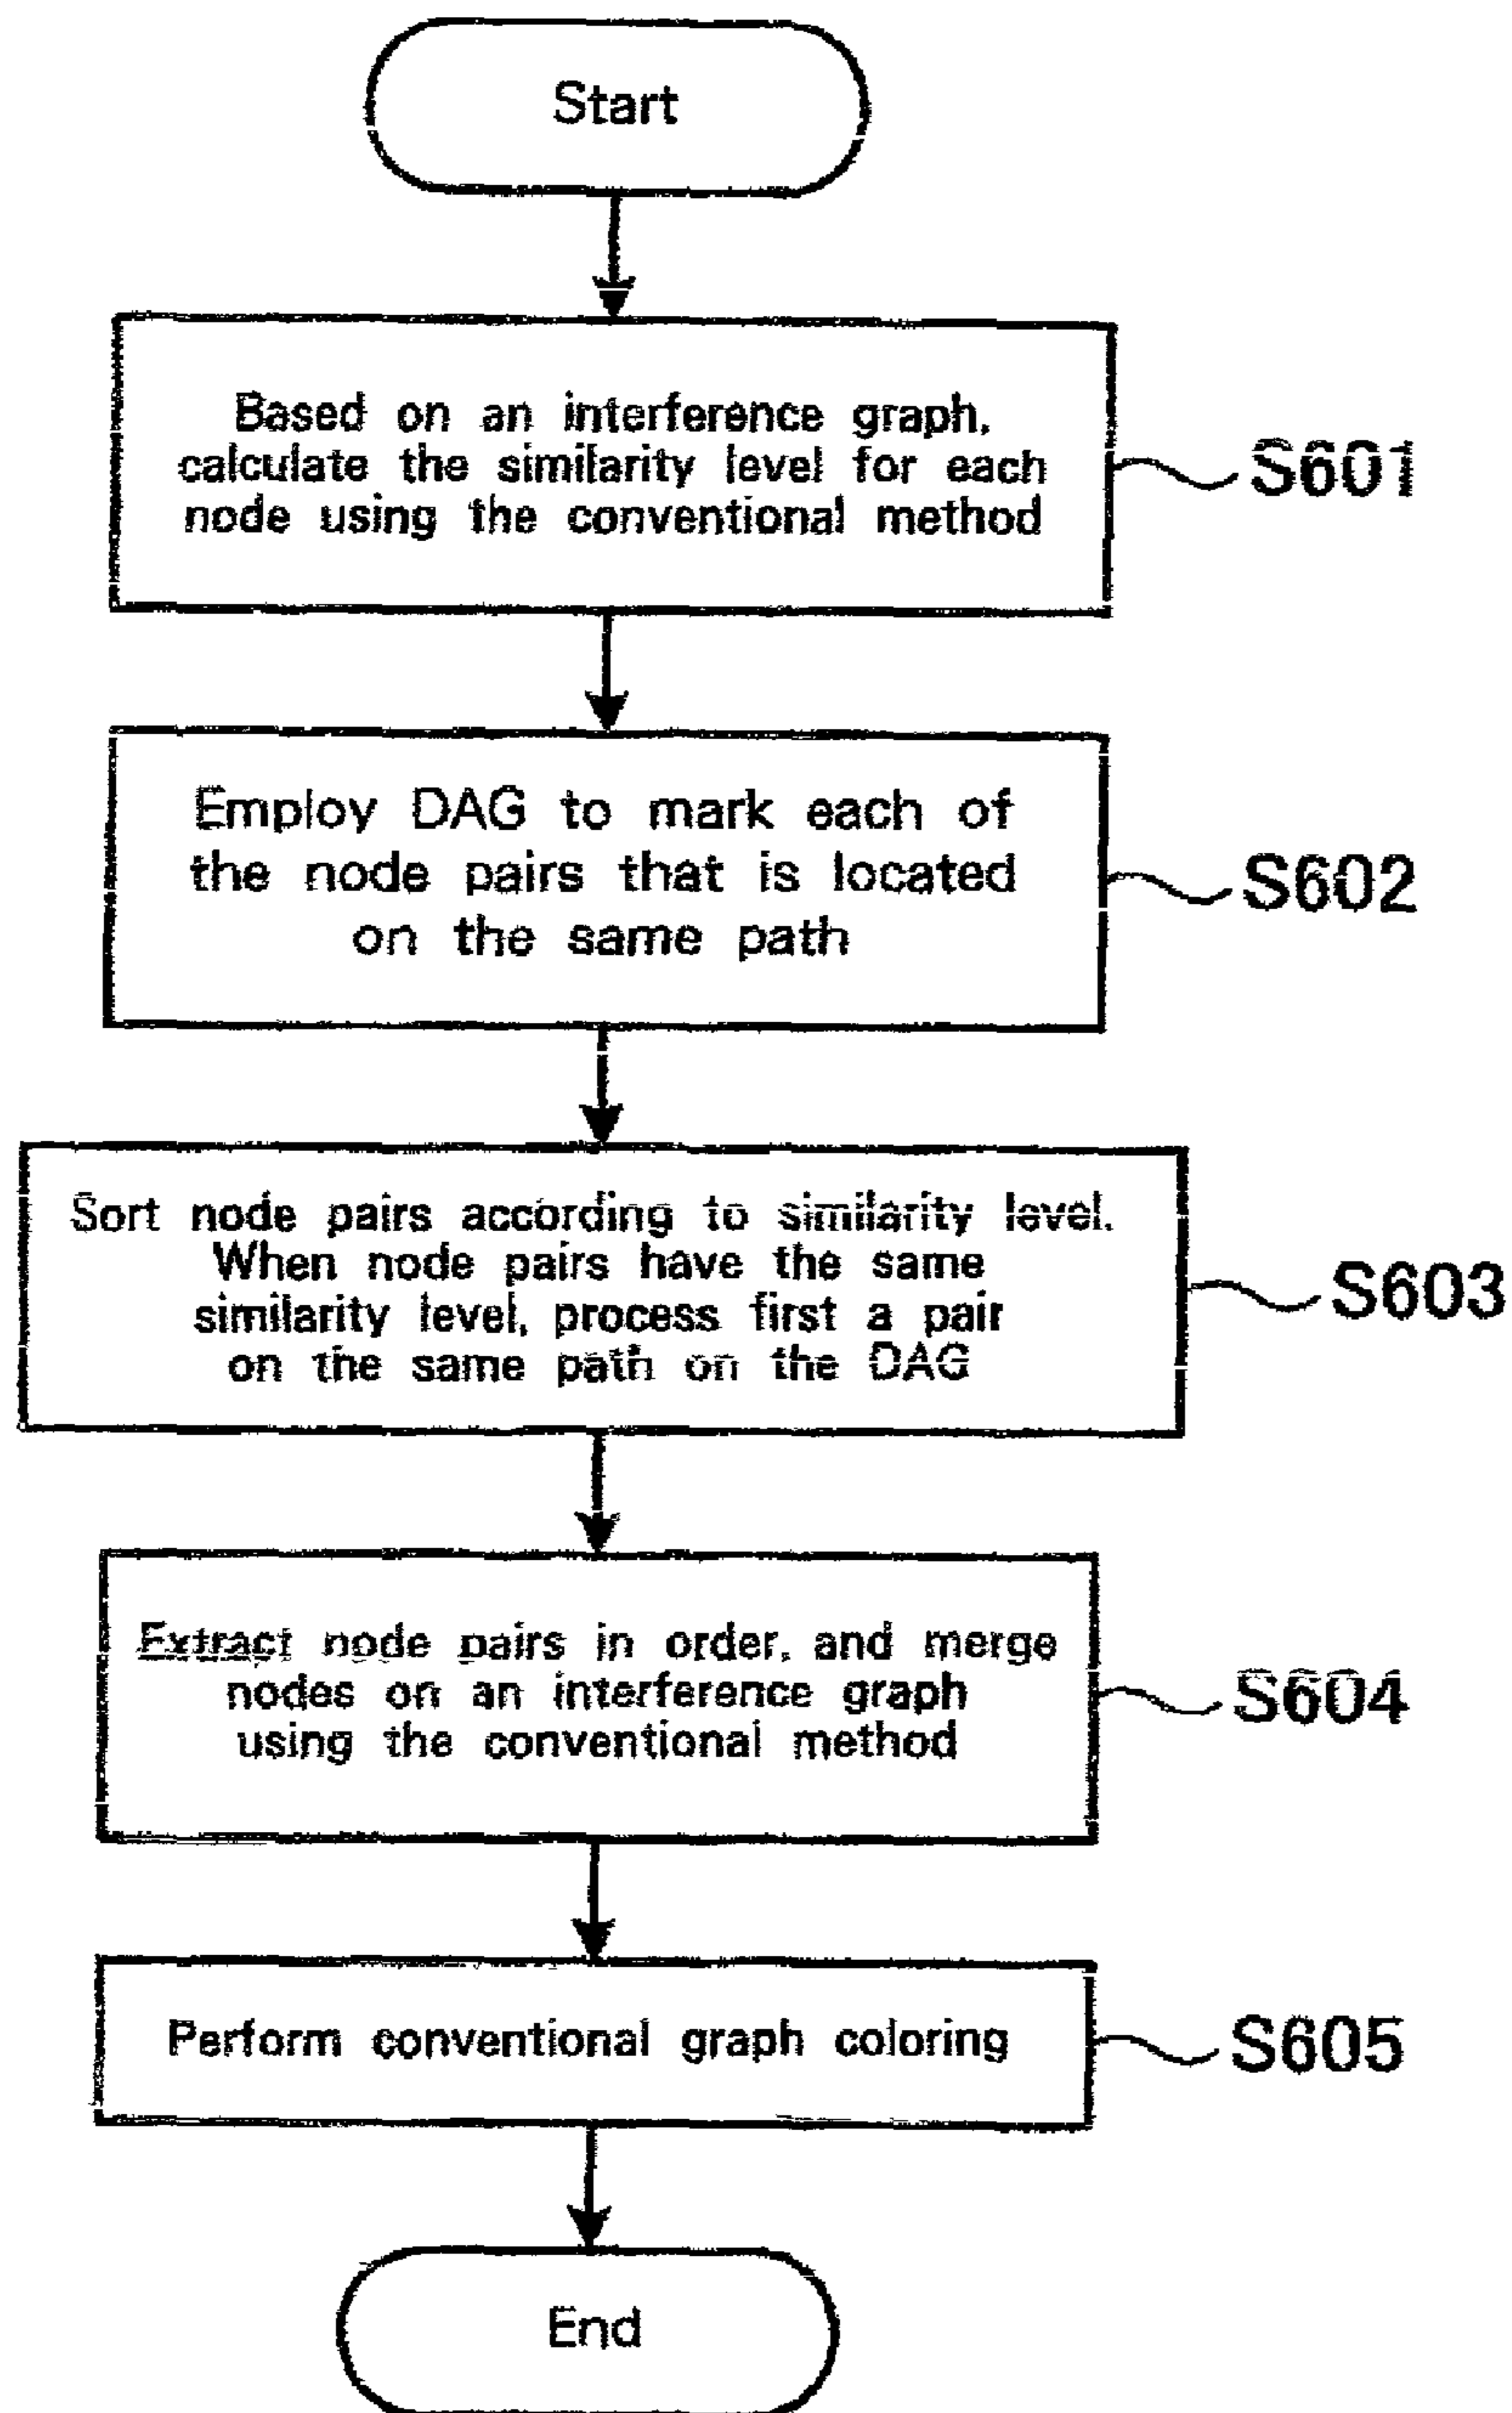 Start
Based on an interference graph,
calculate the similarity level for each
node using the conventional method
S601
Employ DAG to mark each of
the node pairs that is located
on the same path
S602
Sort node pairs according to similarity level.
When node pairs have the same
similarity level, process first a pair
on the same path on the DAG
S603
Extract node pairs in order, and merge
nodes on an interference graph
using the conventional method
S604
Perform conventional graph coloring
S605
End